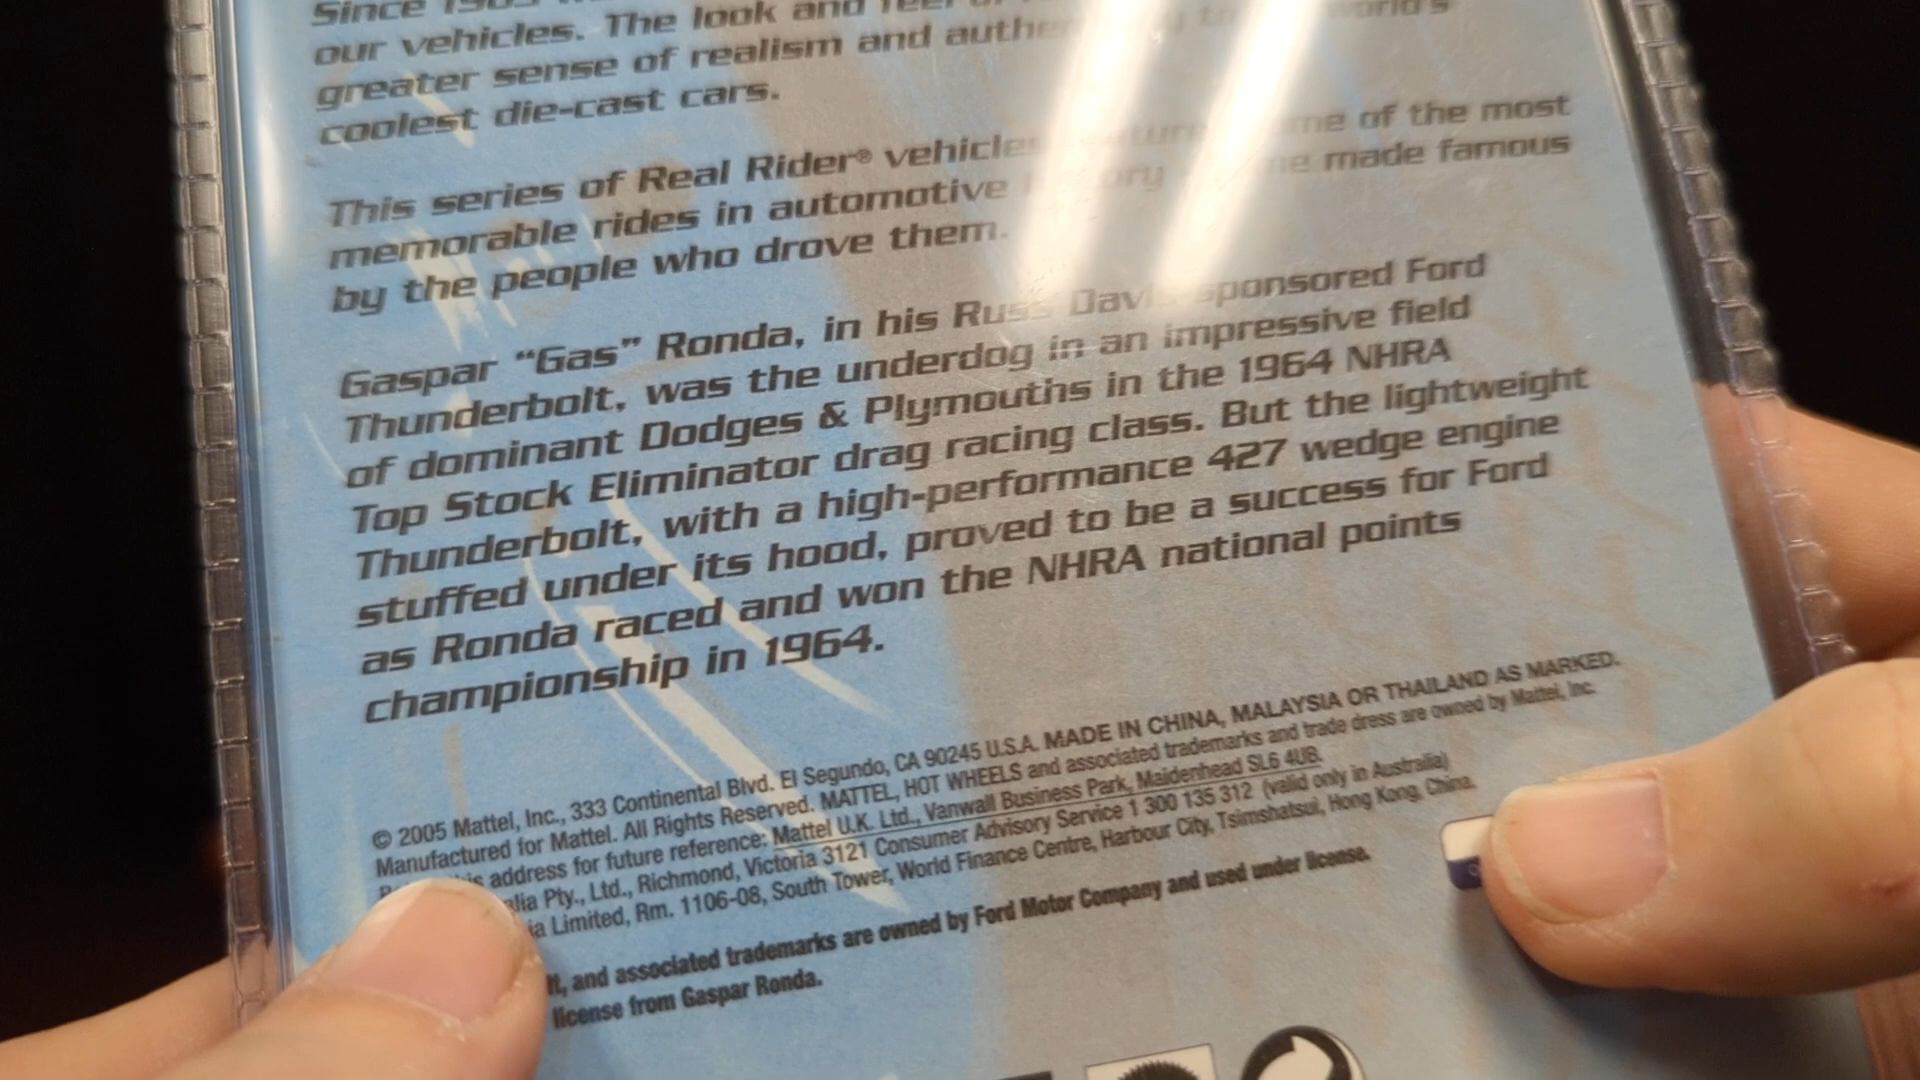 Since
our vehicles. The look and feel
greater sense of realism and world's
coolest die-cast cars.
This series of Real Rider® of the most
memorable rides in automotive made famous
by the people who drove them.
Gaspar “Gas” Ronda, in his sponsored Ford
Thunderbolt, was the underdog in an impressive field
of dominant Dodges & Plymouths in the 1964 NHRA
Top Stock Eliminator drag racing class. But the lightweight
Thunderbolt, with a high-performance 427 wedge engine
stuffed under its hood, proved to be a success for Ford
as Ronda raced and won the NHRA national points
championship in 1964.
© 2005 Mattel, Inc., 333 Continental Blvd. El Segundo, CA 90245 U.S.A. MADE IN CHINA, MALAYSIA OR THAILAND AS MARKED.
Manufactured for Mattel. All Rights Reserved. MATTEL, HOT WHEELS and associated trademarks and trade dress are owned by Mattel, Inc.
address for future reference: Mattel U.K. Ltd., Vanwall Business Park, Maidenhead SL6 4UB.
Pty., Ltd., Richmond, Victoria 3121 Consumer Advisory Service 1 300 135 312 (valid only in Australia)
Limited, Rm. 1106-08, South Tower, World Finance Centre, Harbour City, Tsimshatsui, Hong Kong, China.
and associated trademarks are owned by Ford Motor Company and used under license.
license from Gaspar Ronda.